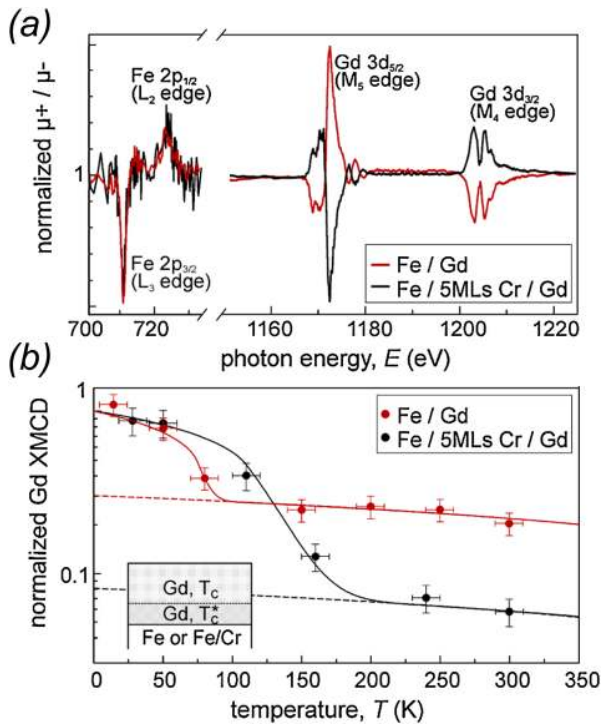 (a)
normalized µ+ / µ-
1
Fe 2p1/2
(L2 edge)
Fe 2p3/2
(L3 edge)
Gd 3d5/2
(M5 edge)
Gd 3d3/2
(M4 edge)
Fe / Gd
Fe / 5MLs Cr / Gd
700 720 1160 1180 1200 1220
photon energy, E (eV)
(b)
normalized Gd XMCD
1
0.1
Fe / Gd
Fe / 5MLs Cr / Gd
Gd, Tc
Gd, Tc*
Fe or Fe/Cr
0 50 100 150 200 250 300 350
temperature, T (K)